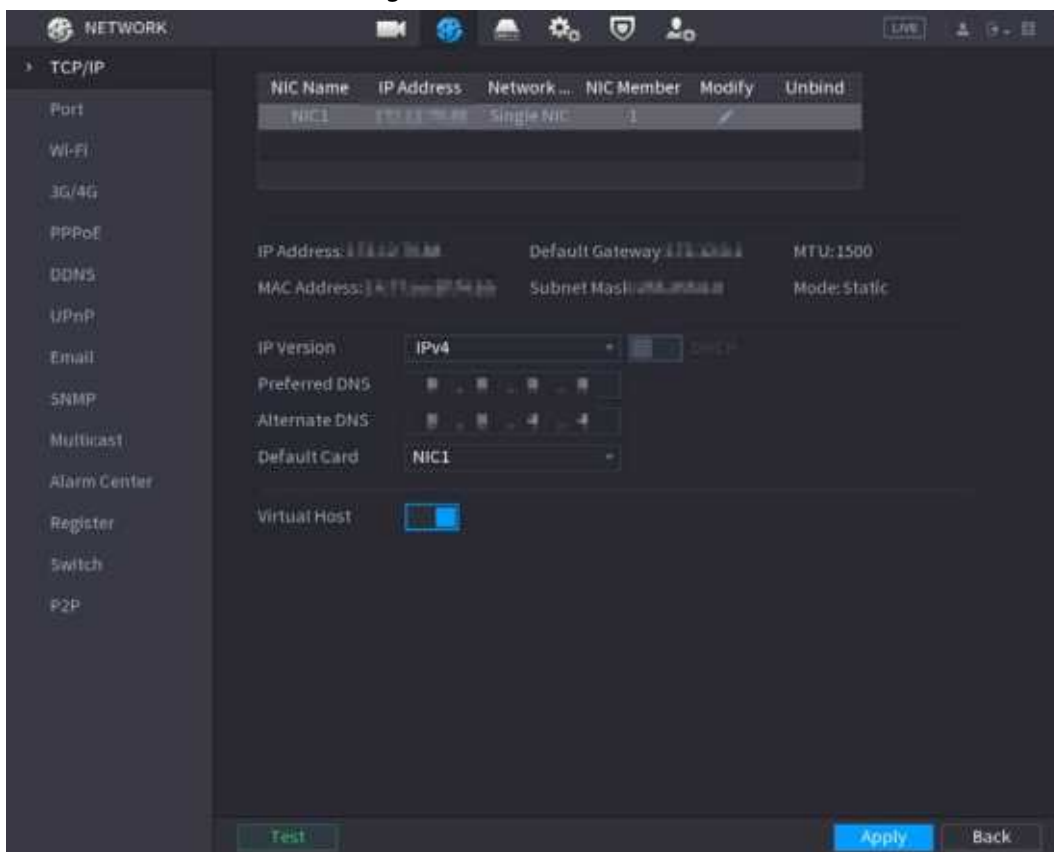 NETWORK
LIVE
TCP/IP
Port
Wi-Fi
3G/4G
PPPoE
DDNS
UPnP
Email
SNMP
Multicast
Alarm Center
Register
Switch
P2P
NIC Name IP Address Network ... NIC Member Modify Unbind
NIC1 Single NIC 1
IP Address: Default Gateway: MTU:1500
MAC Address: Subnet Mask: Mode: Static
IP Version IPv4 DHCP
Preferred DNS
Alternate DNS
Default Card NIC1
Virtual Host
Test Apply Back